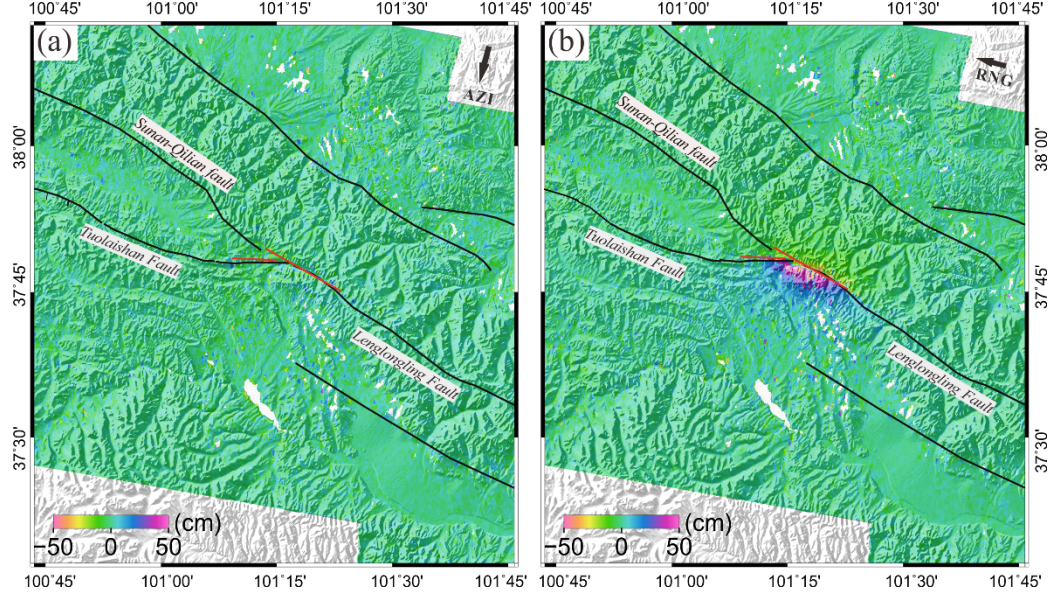 100°45′ 101°00′ 101°15′ 101°30′ 101°45′
(a)
AZI
Sunan-Qilian fault
Tuolaishan Fault
Lenglongling Fault
38°00′
37°45′
37°30′
(cm)
−50 0 50
100°45′ 101°00′ 101°15′ 101°30′ 101°45′
100°45′ 101°00′ 101°15′ 101°30′ 101°45′
(b)
RNG
Sunan-Qilian fault
Tuolaishan Fault
Lenglongling Fault
38°00′
37°45′
37°30′
(cm)
−50 0 50
100°45′ 101°00′ 101°15′ 101°30′ 101°45′